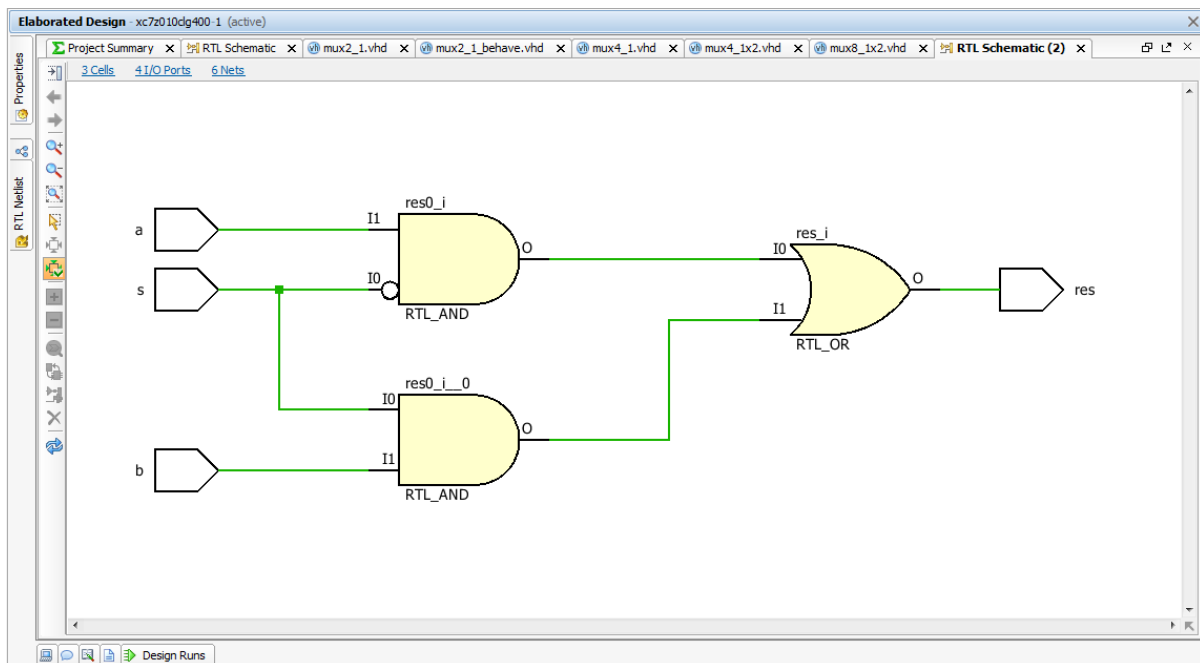 Elaborated Design - xc7z010clg400-1 (active)
Project Summary RTL Schematic mux2_1.vhd mux2_1_behave.vhd mux4_1.vhd mux4_1x2.vhd mux8_1x2.vhd RTL Schematic (2)
3 Cells 4 I/O Ports 6 Nets
Properties
RTL Netlist
res0_i
a
I1
O
res_i
I0
s
I0
RTL_AND
O
res
I1
RTL_OR
res0_i__0
I0
O
b
I1
RTL_AND
Design Runs